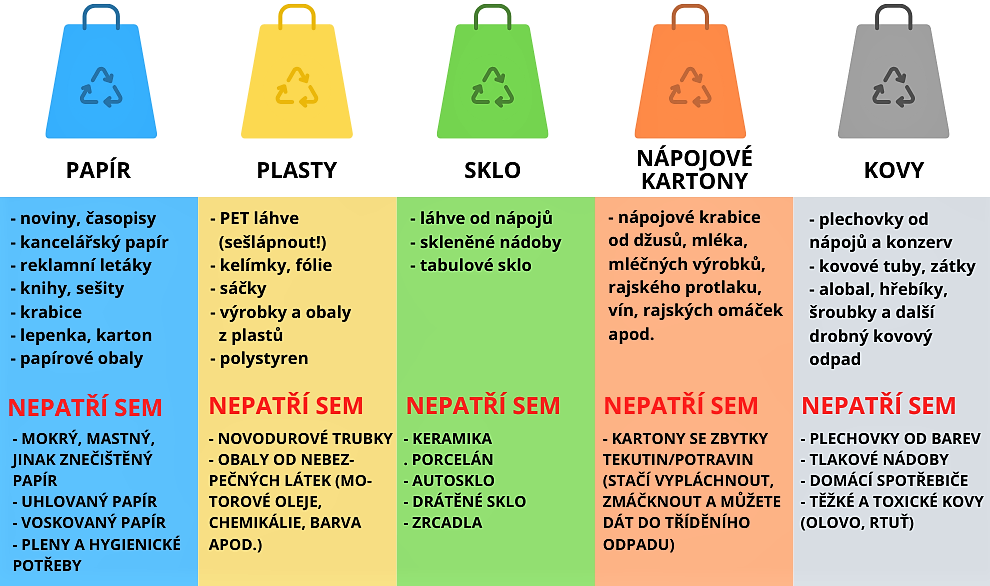 PAPÍR
- noviny, časopisy
- kancelářský papír
- reklamní letáky
- knihy, sešity
- krabice
- lepenka, karton
- papírové obaly
NEPATŘÍ SEM
- MOKRÝ, MASTNÝ,
JINAK ZNEČIŠTĚNÝ
PAPÍR
- UHLOVANÝ PAPÍR
- VOSKOVANÝ PAPÍR
- PLENY A HYGIENICKÉ
POTŘEBY
PLASTY
- PET láhve
(sešlápnout!)
- kelímky, fólie
- sáčky
- výrobky a obaly
z plastů
- polystyren
NEPATŘÍ SEM
- NOVODUROVÉ TRUBKY
- OBALY OD NEBEZ-
PEČNÝCH LÁTEK (MO-
TOROVÉ OLEJE,
CHEMIKÁLIE, BARVA
APOD.)
SKLO
- láhve od nápojů
- skleněné nádoby
- tabulové sklo
NEPATŘÍ SEM
- KERAMIKA
. PORCELÁN
- AUTOSKLO
- DRÁTĚNÉ SKLO
- ZRCADLA
NÁPOJOVÉ
KARTONY
- nápojové krabice
od džusů, mléka,
mléčných výrobků,
rajského protlaku,
vín, rajských omáček
apod.
NEPATŘÍ SEM
- KARTONY SE ZBYTKY
TEKUTIN/POTRAVIN
(STAČÍ VYPLÁCHNOUT,
ZMÁČKNOUT A MŮŽETE
DÁT DO TŘÍDĚNÍHO
ODPADU)
KOVY
- plechovky od
nápojů a konzerv
- kovové tuby, zátky
- alobal, hřebíky,
šroubky a další
drobný kovový
odpad
NEPATŘÍ SEM
- PLECHOVKY OD BAREV
- TLAKOVÉ NÁDOBY
- DOMÁCÍ SPOTŘEBIČE
- TĚŽKÉ A TOXICKÉ KOVY
(OLOVO, RTUŤ)